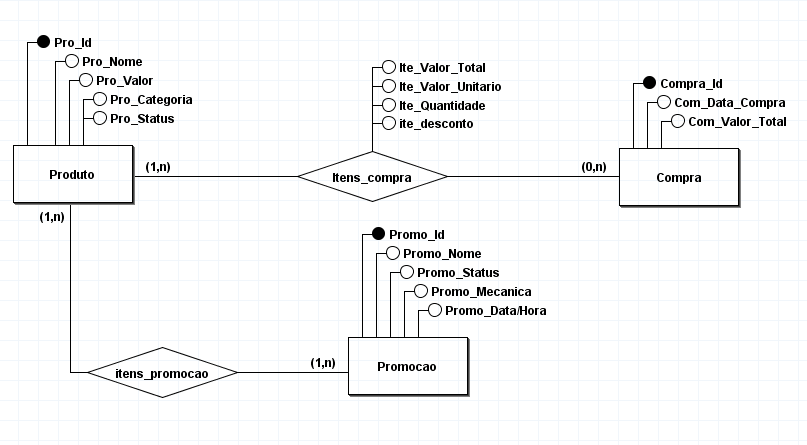 Pro_Id
Pro_Nome
Pro_Valor
Pro_Categoria
Pro_Status
Produto
(1,n)
(1,n)
Ite_Valor_Total
Ite_Valor_Unitario
Ite_Quantidade
ite_desconto
Itens_compra
(0,n)
Compra_Id
Com_Data_Compra
Com_Valor_Total
Compra
Promo_Id
Promo_Nome
Promo_Status
Promo_Mecanica
Promo_Data/Hora
itens_promocao
(1,n)
Promocao